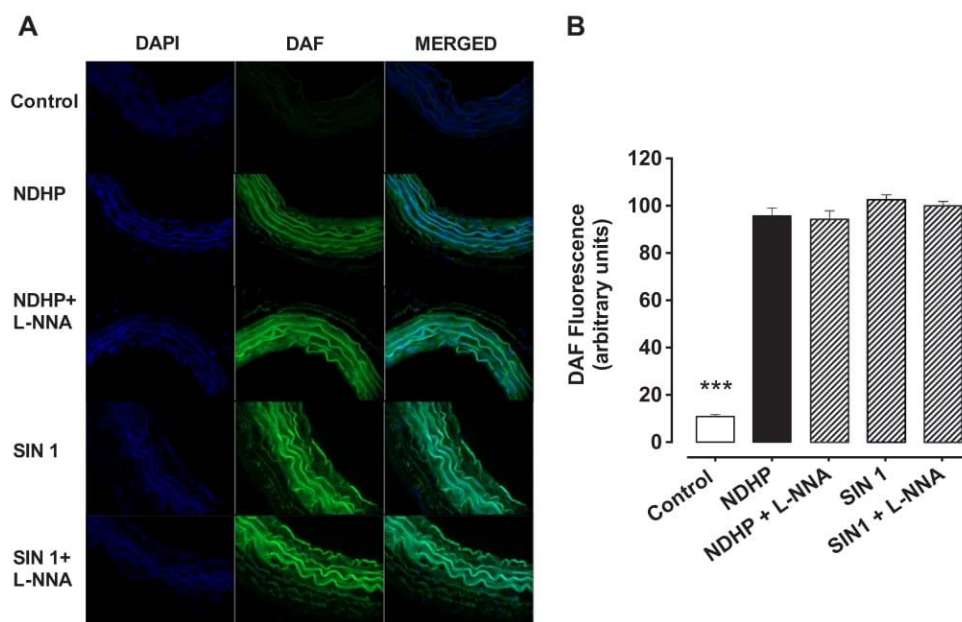 A
DAPI DAF MERGED
Control
NDHP
NDHP+
L-NNA
SIN 1
SIN 1+
L-NNA
B
DAF Fluorescence
(arbitrary units)
120
100
80
60
40
20
0
***
Control
NDHP
NDHP + L-NNA
SIN 1
SIN1 + L-NNA